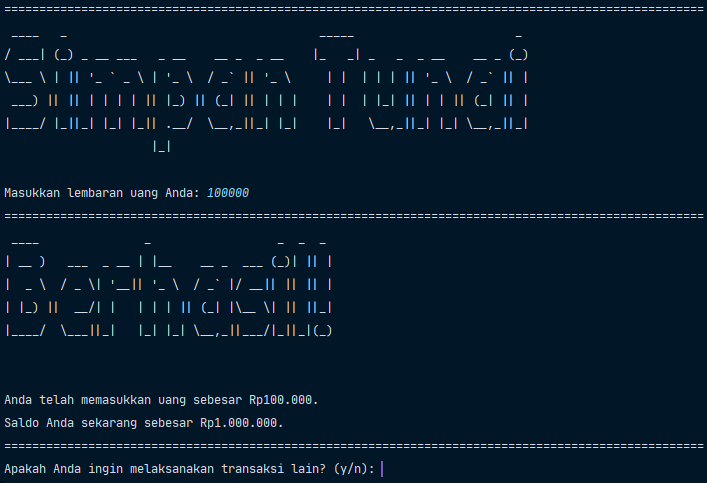 Simpan Tunai
Masukkan lembaran uang Anda: 100000
Berhasil!
Anda telah memasukkan uang sebesar Rp100.000.
Saldo Anda sekarang sebesar Rp1.000.000.
Apakah Anda ingin melaksanakan transaksi lain? (y/n):